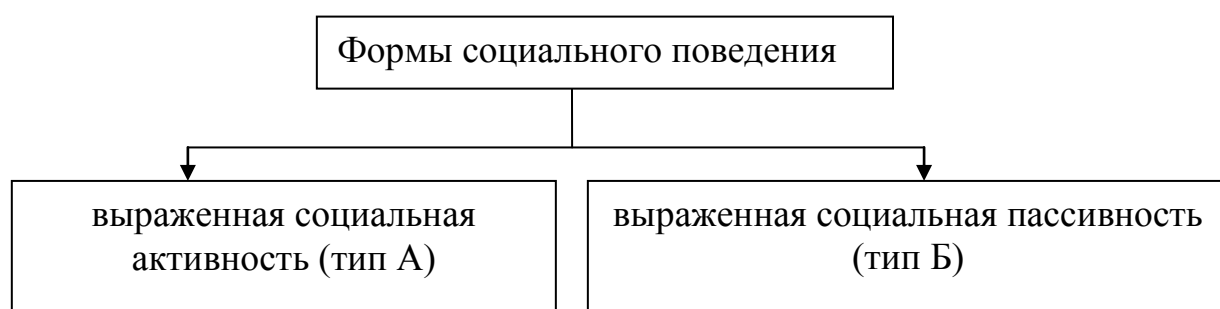 Формы социального поведения
выраженная социальная
активность (тип А)
выраженная социальная пассивность
(тип Б)